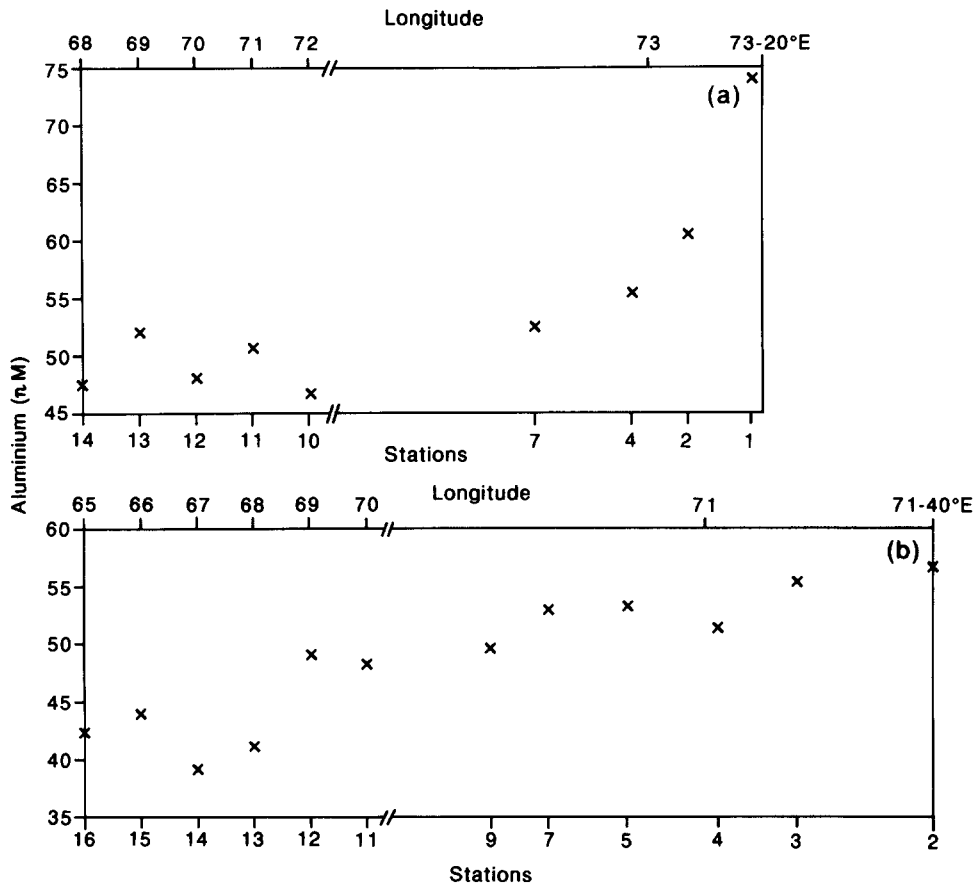 Longitude
68 69 70 71 72 73 73-20°E
(a)
75
70
65
60
55
50
45
14 13 12 11 10 7 4 2 1
Stations
Aluminium (nM)
Longitude
65 66 67 68 69 70 71 71-40°E
(b)
60
55
50
45
40
35
16 15 14 13 12 11 9 7 5 4 3 2
Stations